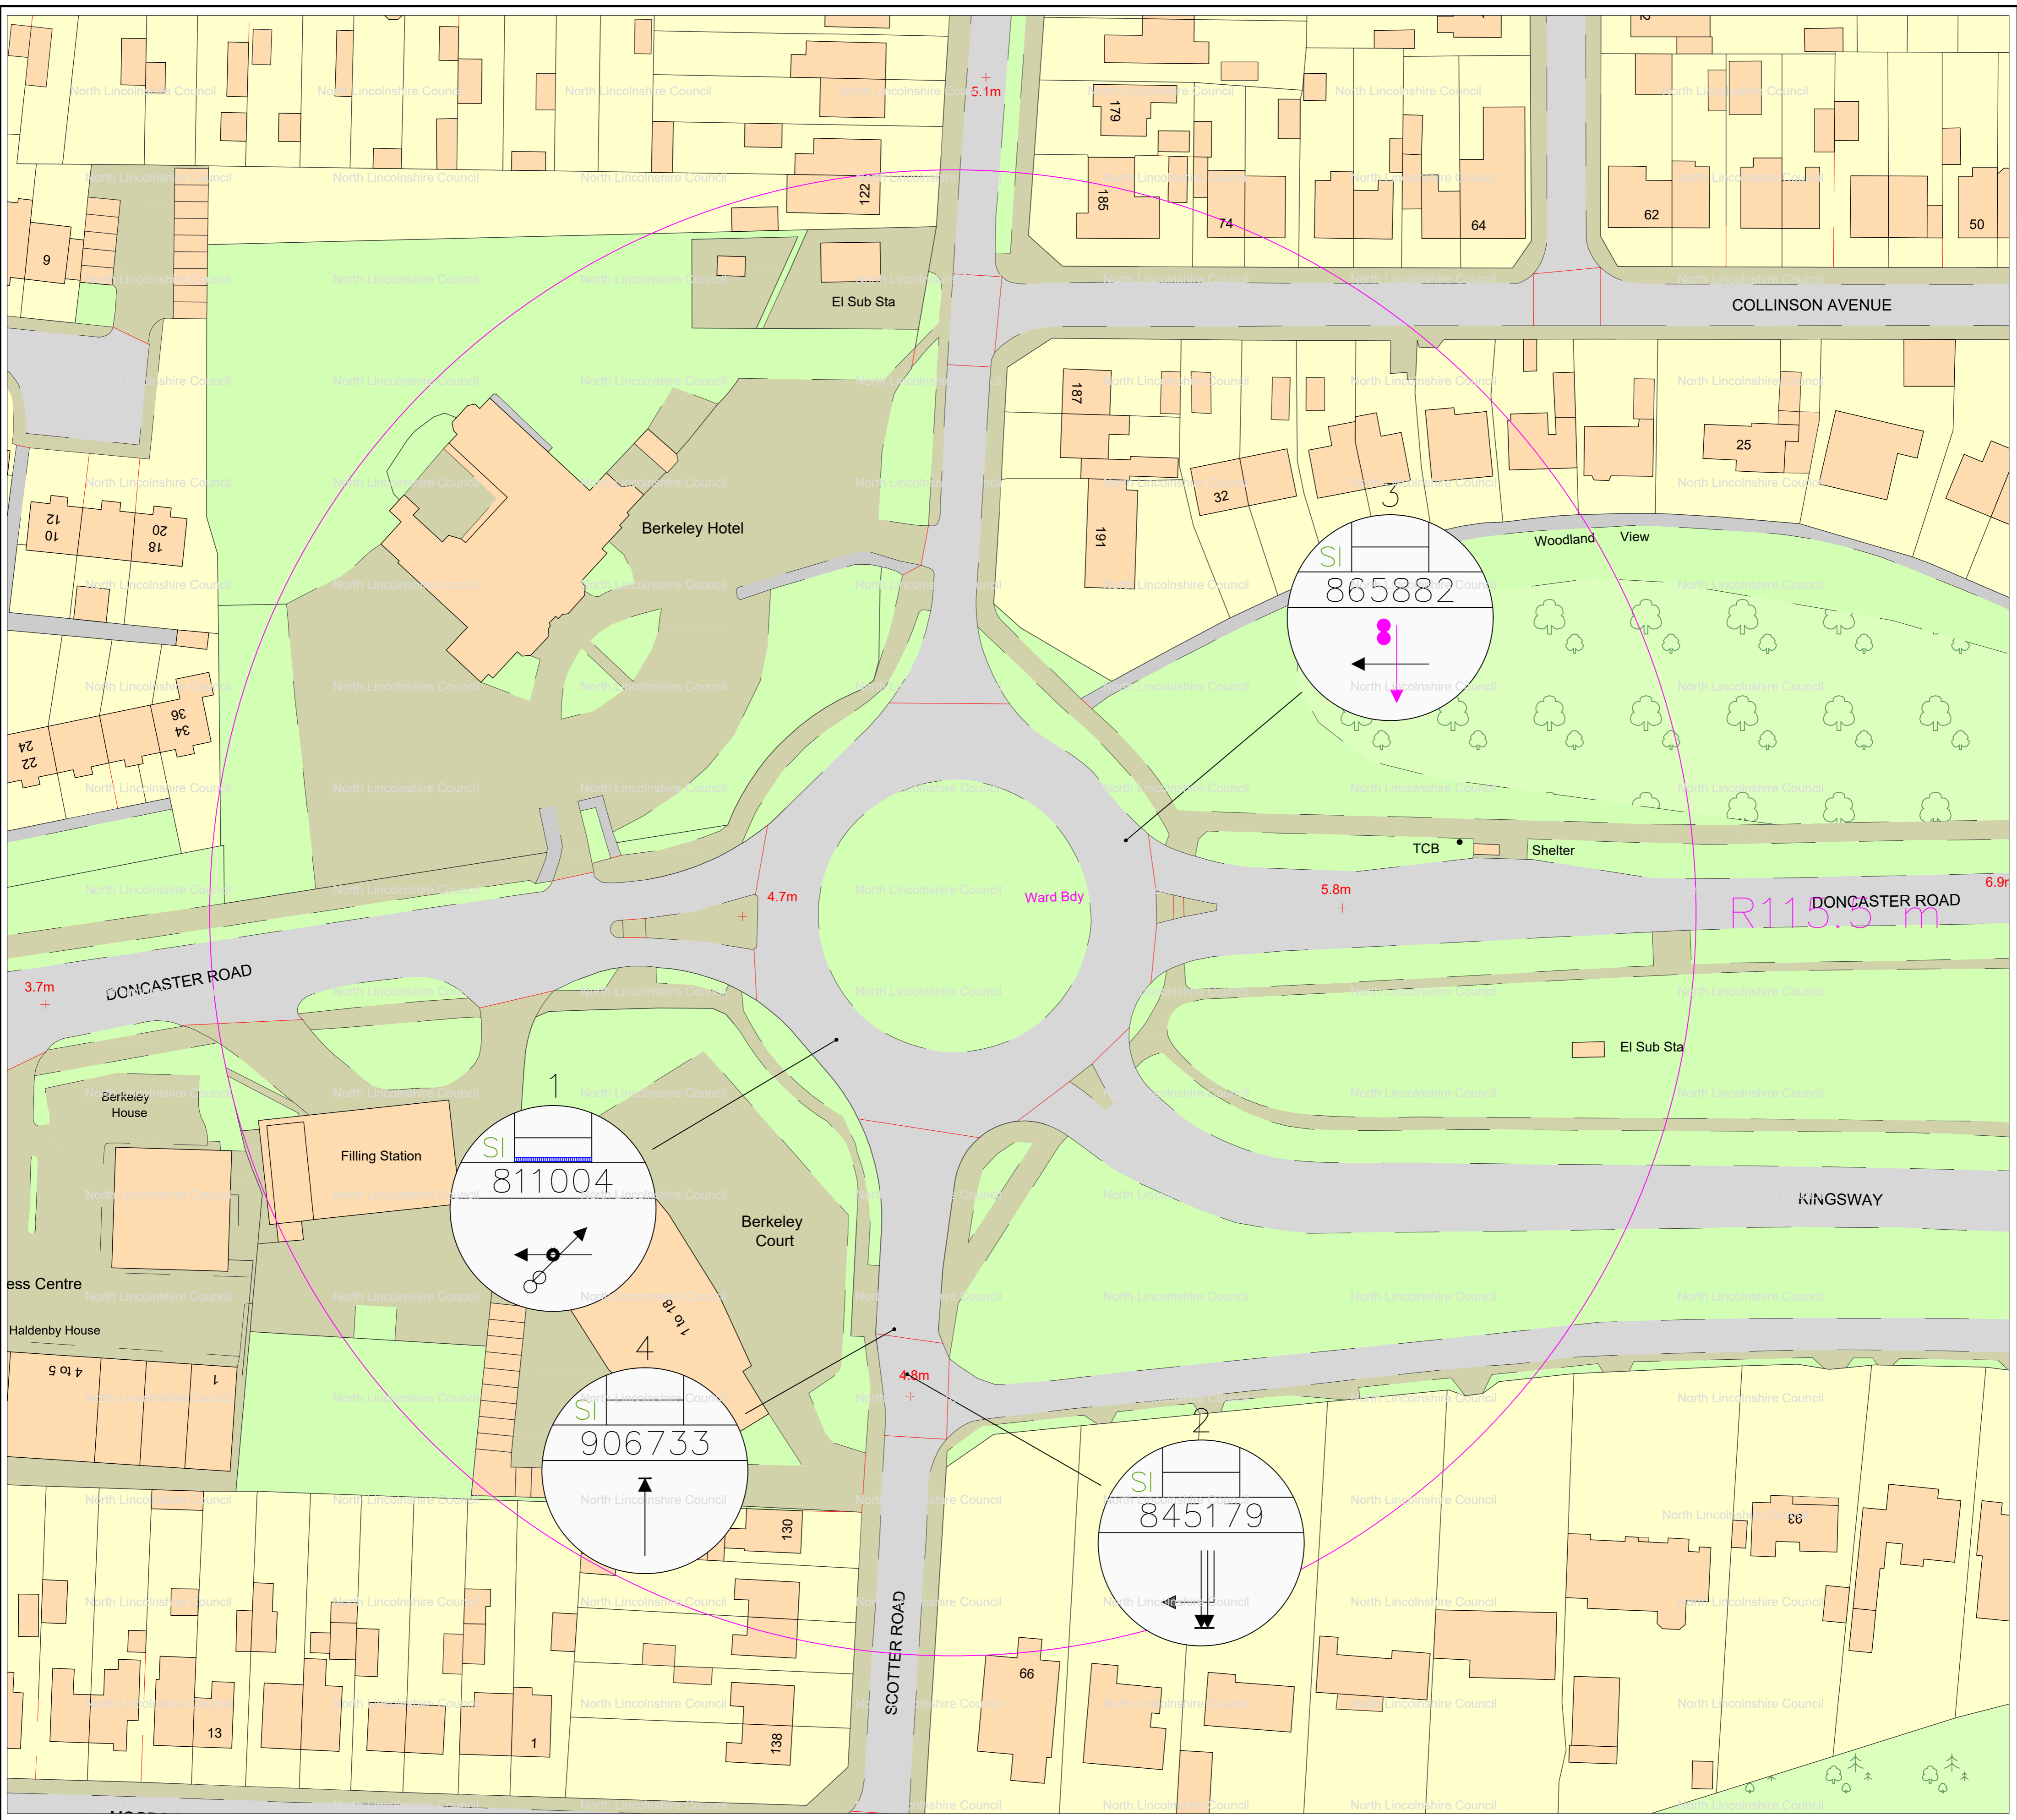 5.1m
179
122
185
74
64
62
50
9
El Sub Sta
COLLINSON AVENUE
187
25
32
3
Berkeley Hotel
191
Woodland View
12
10
20
18
SI
865882
36
34
24
22
TCB
Shelter
4.7m
Ward Bdy
5.8m
6.9m
DONCASTER ROAD
R115.5 m
DONCASTER ROAD
3.7m
El Sub Sta
Berkeley
House
1
Filling Station
SI
811004
KINGSWAY
Berkeley
Court
ess Centre
1 to 18
Haldenby House
4
4 to 5
1
4.8m
SI
906733
2
SI
845179
130
93
SCOTTER ROAD
66
13
1
138
North Lincolnshire Council